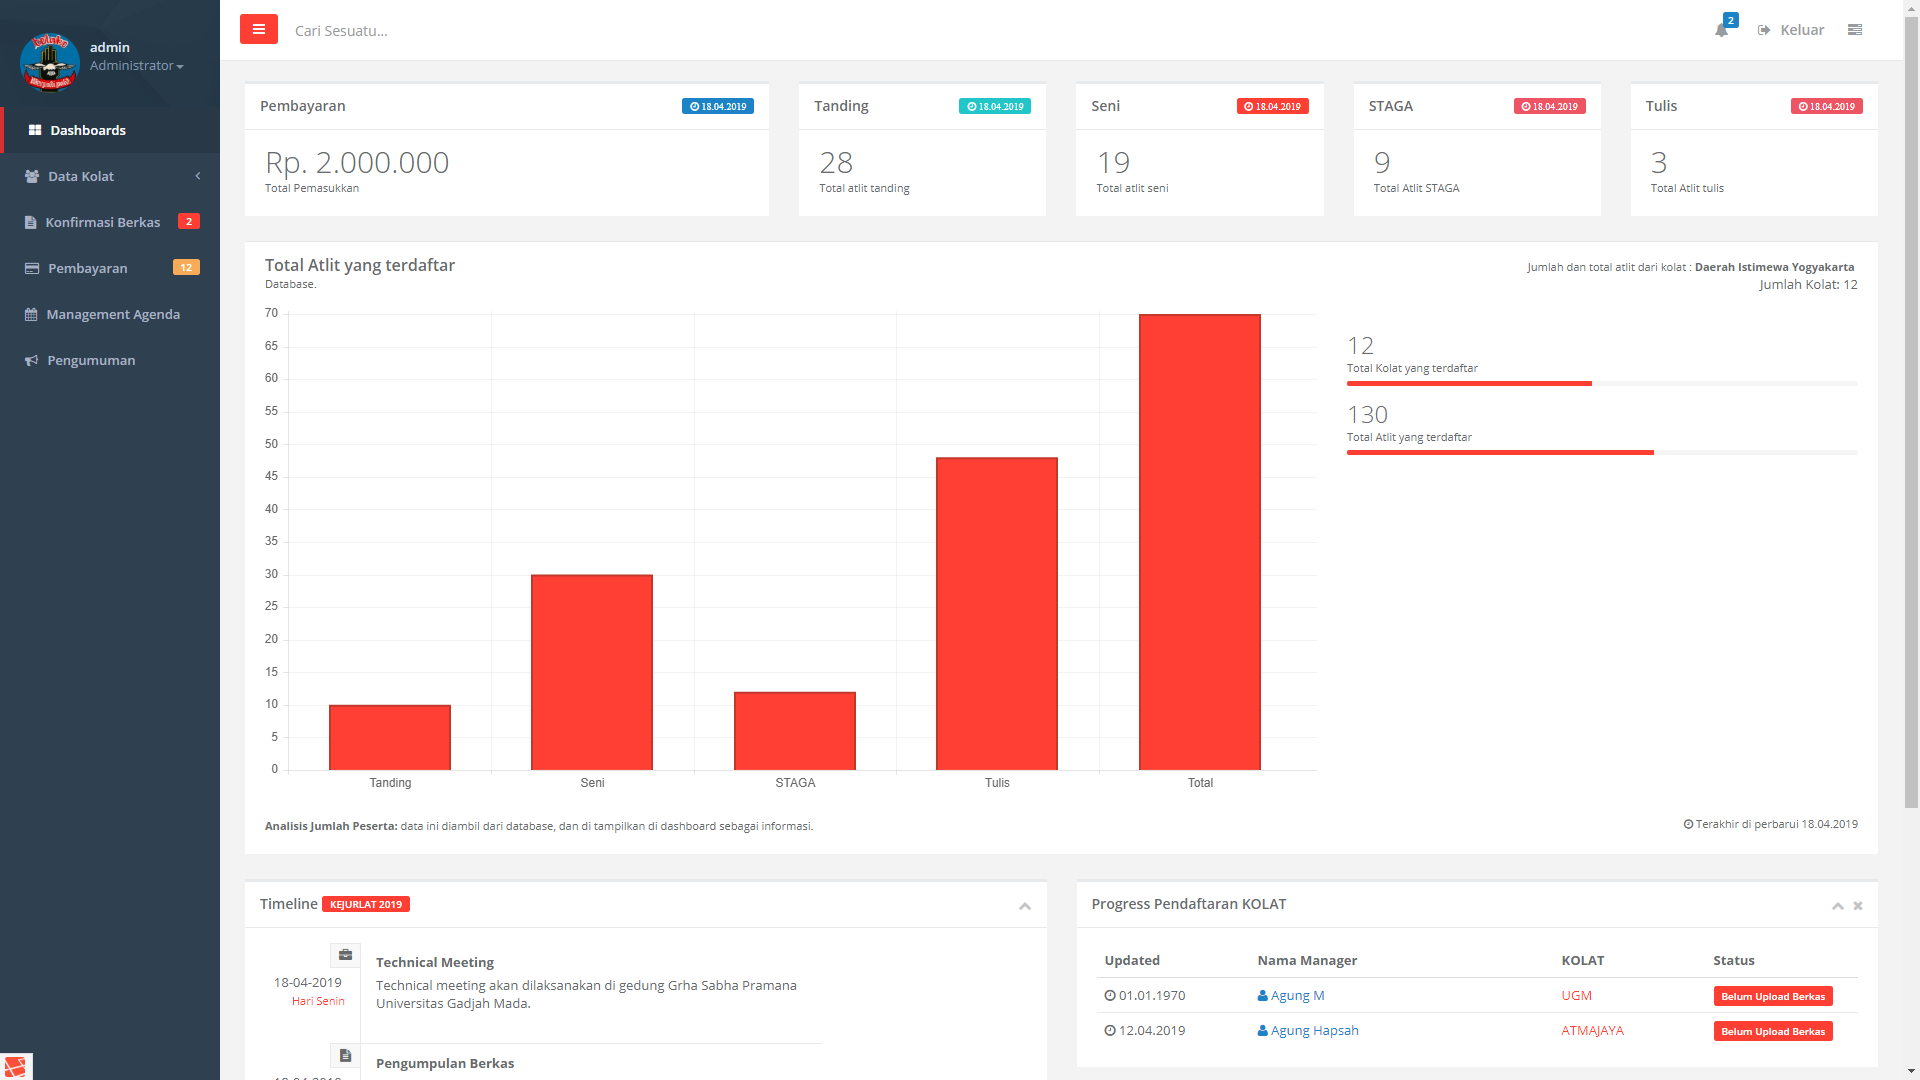 admin
Administrator
Dashboards
Data Kolat
Konfirmasi Berkas 2
Pembayaran 12
Management Agenda
Pengumuman
Cari Sesuatu...
2
Keluar
Pembayaran 18.04.2019
Rp. 2.000.000
Total Pemasukkan
Tanding 18.04.2019
28
Total atlit tanding
Seni 18.04.2019
19
Total atlit seni
STAGA 18.04.2019
9
Total Atlit STAGA
Tulis 18.04.2019
3
Total Atlit tulis
Total Atlit yang terdaftar
Database.
Jumlah dan total atlit dari kolat : Daerah Istimewa Yogyakarta
Jumlah Kolat: 12
70
65
60
55
50
45
40
35
30
25
20
15
10
5
0
Tanding Seni STAGA Tulis Total
12
Total Kolat yang terdaftar
130
Total Atlit yang terdaftar
Analisis Jumlah Peserta: data ini diambil dari database, dan di tampilkan di dashboard sebagai informasi.
Terakhir di perbarui 18.04.2019
Timeline KEJURLAT 2019
18-04-2019
Hari Senin
Technical Meeting
Technical meeting akan dilaksanakan di gedung Grha Sabha Pramana
Universitas Gadjah Mada.
Pengumpulan Berkas
Progress Pendaftaran KOLAT
Updated Nama Manager KOLAT Status
01.01.1970 Agung M UGM Belum Upload Berkas
12.04.2019 Agung Hapsah ATMAJAYA Belum Upload Berkas